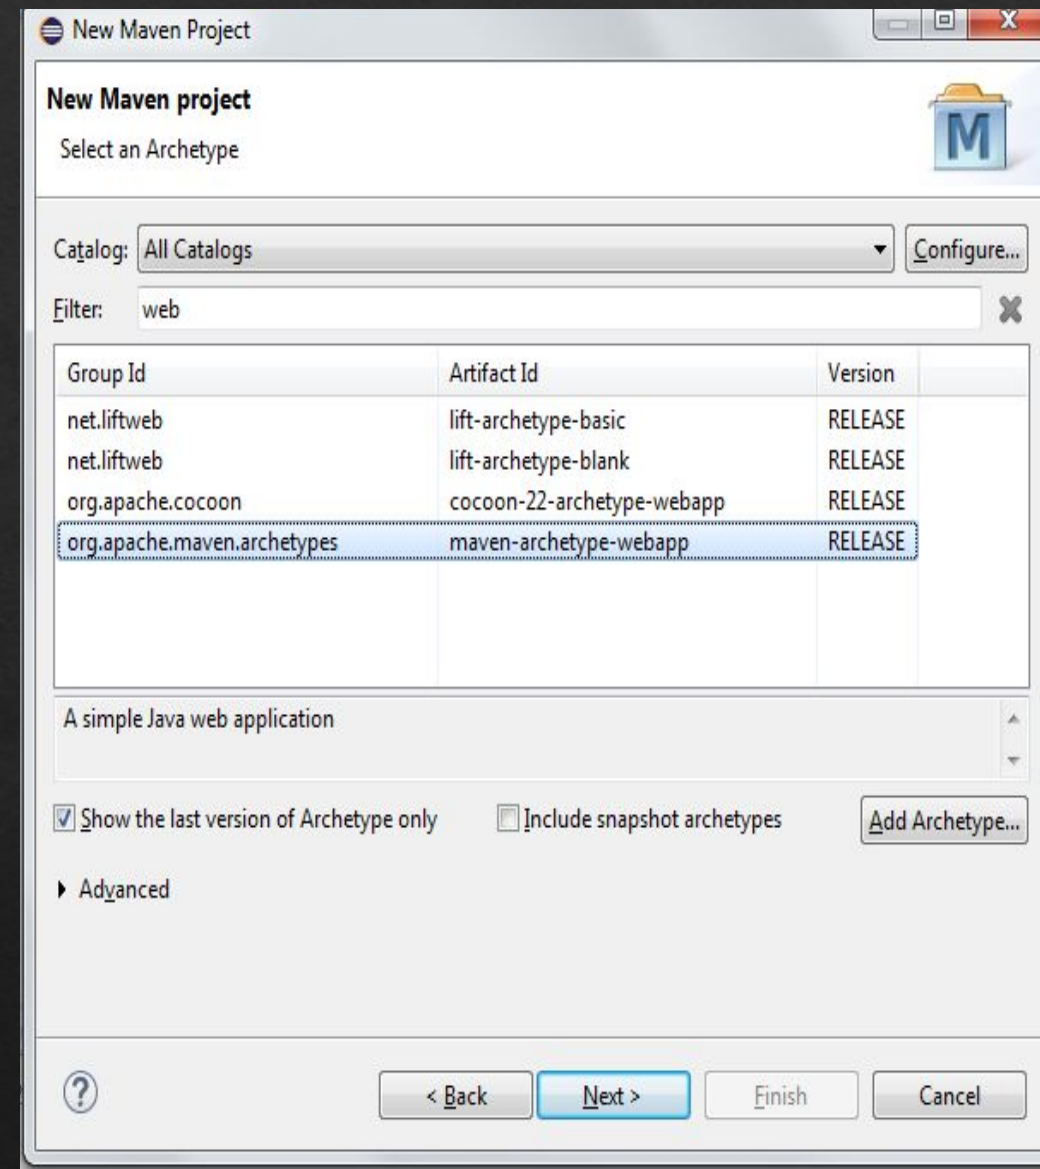 New Maven Project
New Maven project
Select an Archetype
M
Catalog: All Catalogs Configure...
Filter: web
Group Id Artifact Id Version
net.liftweb lift-archetype-basic RELEASE
net.liftweb lift-archetype-blank RELEASE
org.apache.cocoon cocoon-22-archetype-webapp RELEASE
org.apache.maven.archetypes maven-archetype-webapp RELEASE
A simple Java web application
Show the last version of Archetype only Include snapshot archetypes Add Archetype...
Advanced
? < Back Next > Finish Cancel